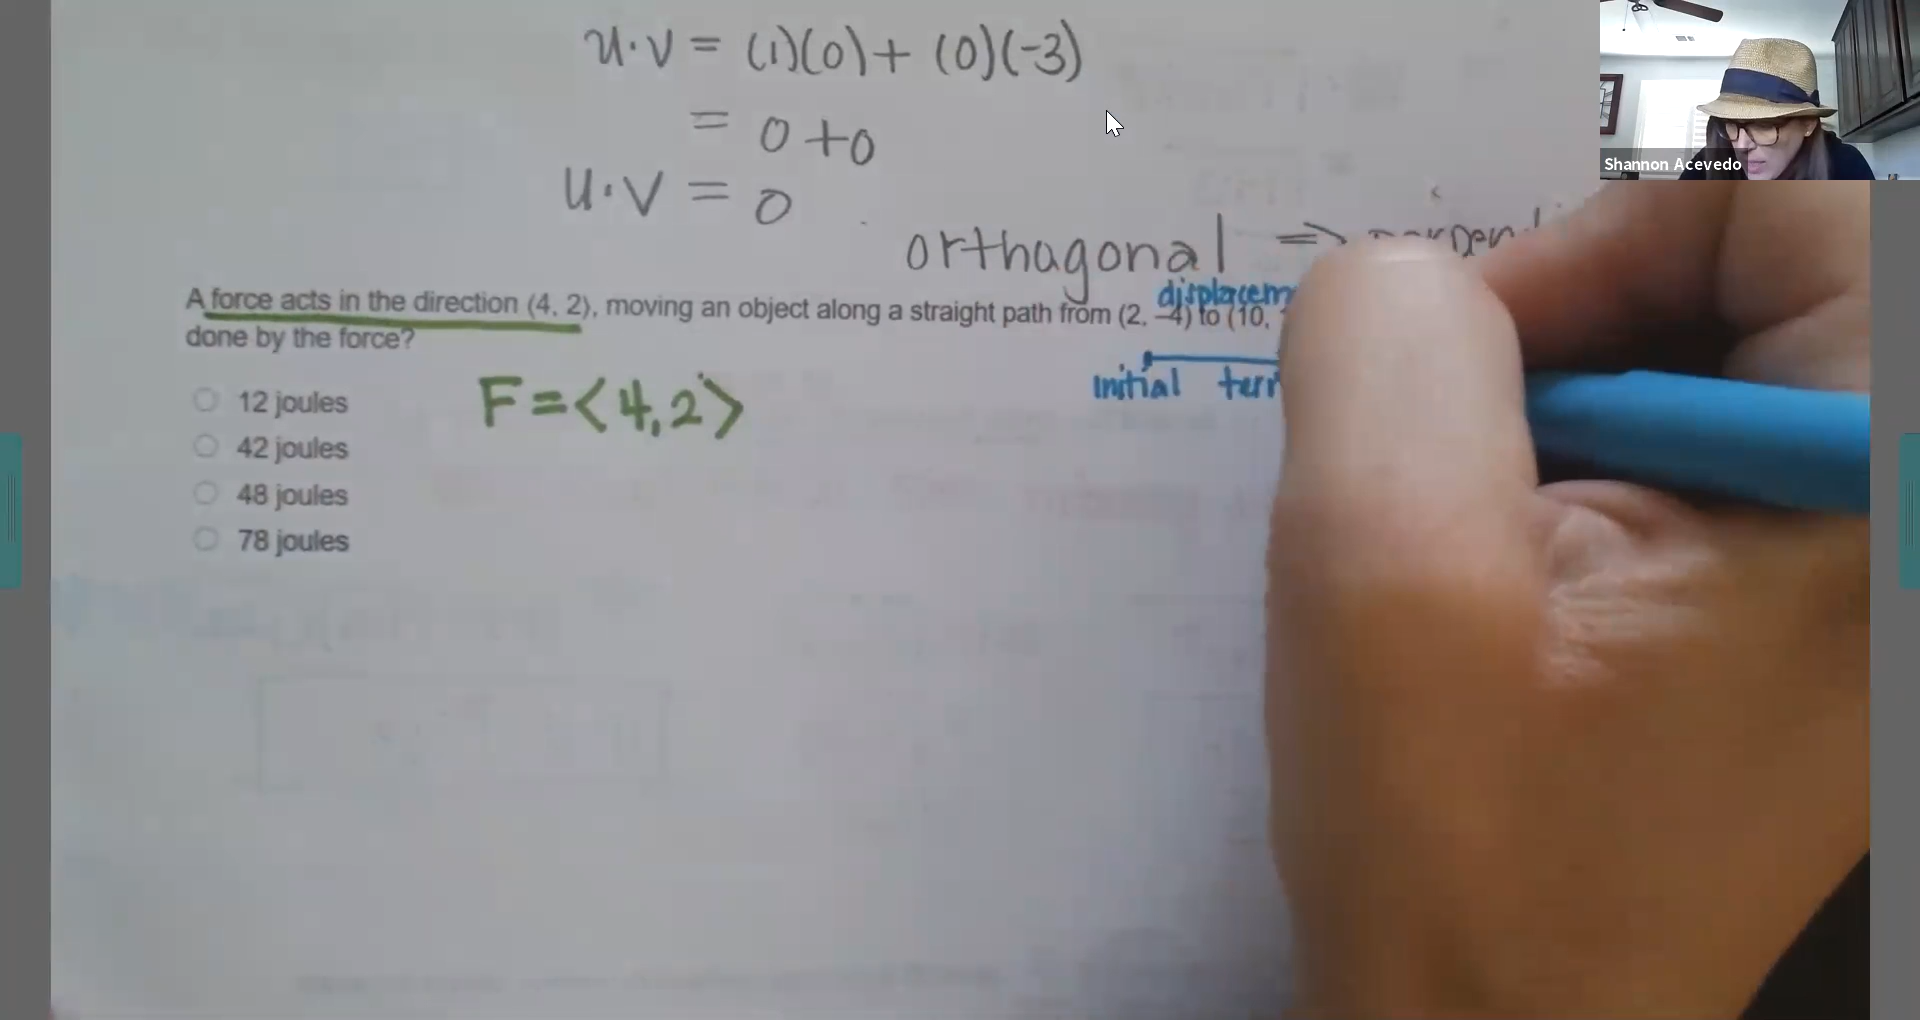 u·v = (1)(0) + (0)(-3)
= 0 + 0
u·v = 0
orthagonal =>
displacem
A force acts in the direction (4, 2), moving an object along a straight path from (2, –4) to (10,
done by the force?
Initial
F = <4, 2>
12 joules
42 joules
48 joules
78 joules
Shannon Acevedo